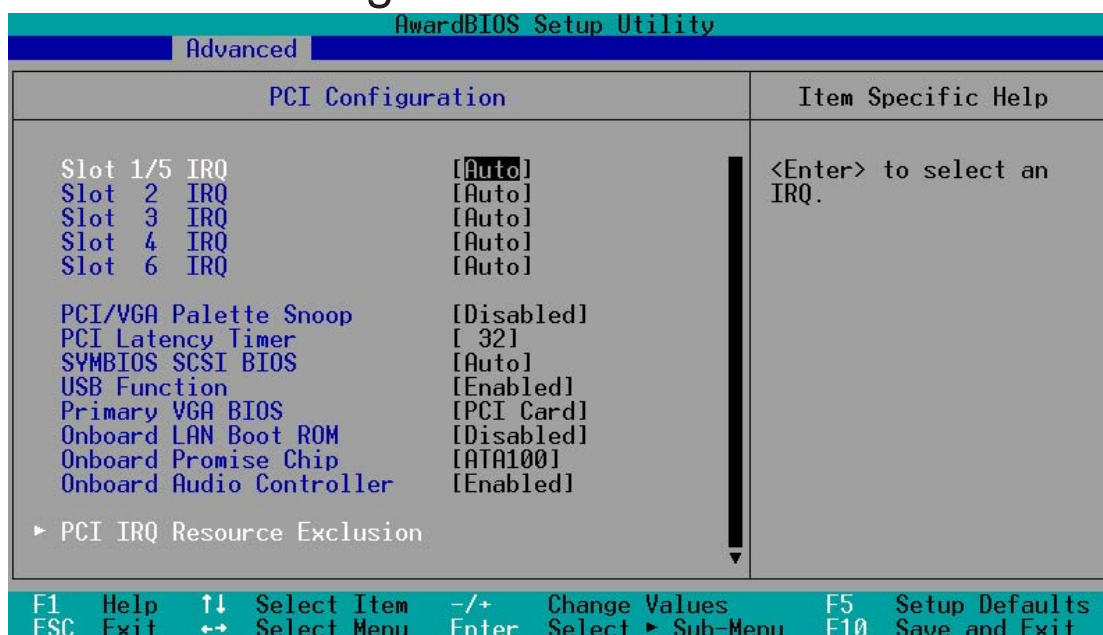 AwardBIOS Setup Utility
Advanced
PCI Configuration
Item Specific Help
Slot 1/5 IRQ [Auto]
Slot 2 IRQ [Auto]
Slot 3 IRQ [Auto]
Slot 4 IRQ [Auto]
Slot 6 IRQ [Auto]
PCI/VGA Palette Snoop [Disabled]
PCI Latency Timer [ 32]
SYMBIOS SCSI BIOS [Auto]
USB Function [Enabled]
Primary VGA BIOS [PCI Card]
Onboard LAN Boot ROM [Disabled]
Onboard Promise Chip [ATA100]
Onboard Audio Controller [Enabled]
► PCI IRQ Resource Exclusion
<Enter> to select an
IRQ.
F1 Help ↑↓ Select Item -/+ Change Values F5 Setup Defaults
ESC Exit ←→ Select Menu Enter Select ► Sub-Menu F10 Save and Exit